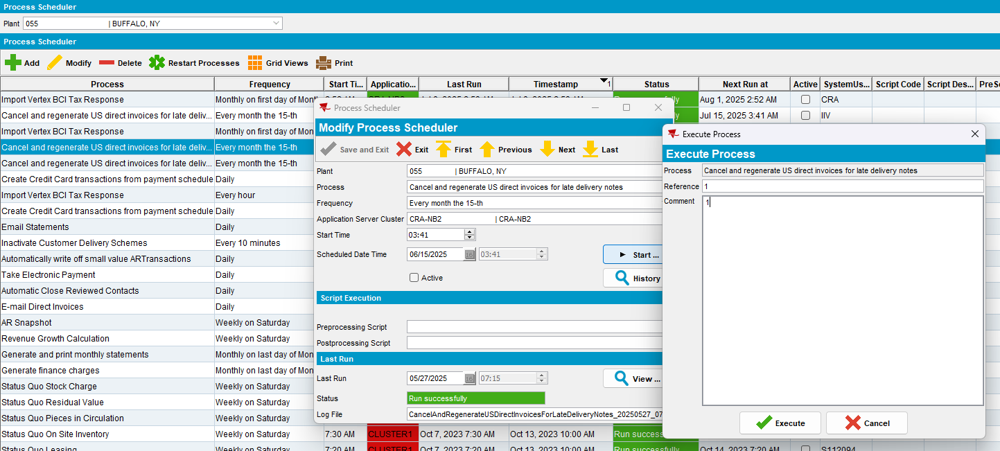 Process Scheduler
Plant 055 | BUFFALO, NY
Process Scheduler
Add Modify Delete Restart Processes Grid Views Print
Process Frequency Start Ti... Applicatio... Last Run Timestamp 1 Status Next Run at Active SystemUs... Script Code Script Des... PreSc
Import Vertex BCI Tax Response Monthly on first day of Mont Aug 1, 2025 2:52 AM CRA
Cancel and regenerate US direct invoices for late deliv... Every month the 15-th Jul 15, 2025 3:41 AM IIV
Import Vertex BCI Tax Response Monthly on first day of Mon
Cancel and regenerate US direct invoices for late deliv... Every month the 15-th
Cancel and regenerate US direct invoices for late deliv... Every month the 15-th
Create Credit Card transactions from payment schedule Daily
Import Vertex BCI Tax Response Every hour
Create Credit Card transactions from payment schedule Daily
Email Statements Daily
Inactivate Customer Delivery Schemes Every 10 minutes
Automatically write off small value ARTransactions Daily
Take Electronic Payment Daily
Automatic Close Reviewed Contacts Daily
E-mail Direct Invoices Daily
AR Snapshot Weekly on Saturday
Revenue Growth Calculation Weekly on Saturday
Generate and print monthly statements Monthly on last day of Mon
Generate finance charges Monthly on last day of Mon
Status Quo Stock Charge Weekly on Saturday
Status Quo Residual Value Weekly on Saturday
Status Quo Pieces in Circulation Weekly on Saturday
Status Quo On Site Inventory Weekly on Saturday 7:30 AM CLUSTER1 Oct 7, 2023 7:30 AM Oct 13, 2023 10:00 AM Run success
Status Quo Leasing Weekly on Saturday 7:20 AM CLUSTER1 Oct 7, 2023 7:20 AM Oct 13, 2023 10:00 AM Run successfully Oct 14, 2023 7:20 AM S112094
Process Scheduler
Modify Process Scheduler
Save and Exit Exit First Previous Next Last
Plant 055 | BUFFALO, NY
Process Cancel and regenerate US direct invoices for late delivery notes
Frequency Every month the 15-th
Application Server Cluster CRA-NB2 | CRA-NB2
Start Time 03:41
Scheduled Date Time 06/15/2025 16 03:41 Start ...
Active History
Script Execution
Preprocessing Script
Postprocessing Script
Last Run
Last Run 05/27/2025 16 07:15 View ...
Status Run successfully
Log File CancelAndRegenerateUSDirectInvoicesForLateDeliveryNotes_20250527_07
Execute Process
Execute Process
Process Cancel and regenerate US direct invoices for late delivery notes
Reference 1
Comment 1
Execute Cancel